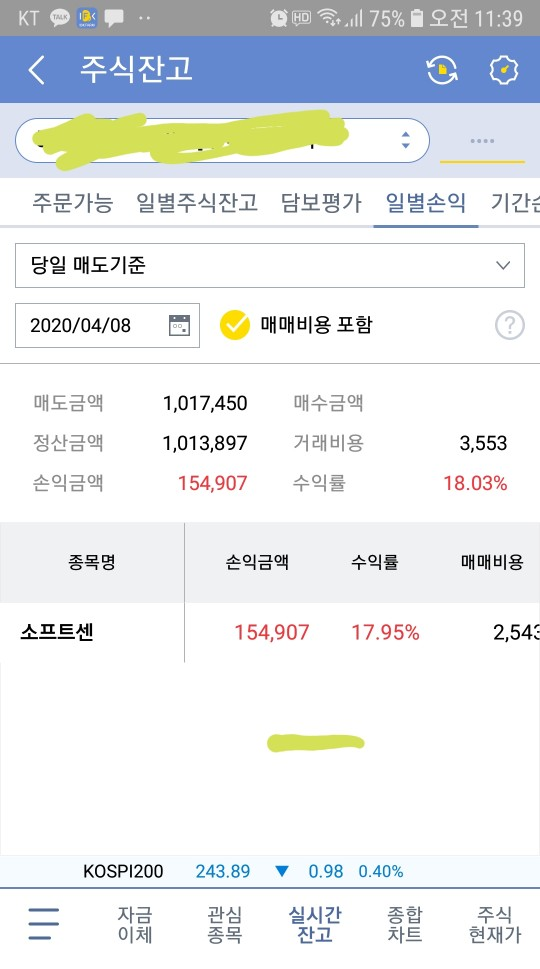 KT TALK HD 75% 오전 11:39
주식잔고
주문가능 일별주식잔고 담보평가 일별손익 기간손
당일 매도기준
2020/04/08 매매비용 포함 ?
매도금액 1,017,450 매수금액
정산금액 1,013,897 거래비용 3,553
손익금액 154,907 수익률 18.03%
종목명 손익금액 수익률 매매비용
소프트센 154,907 17.95% 2,543
KOSPI200 243.89 ▼ 0.98 0.40%
자금 관심 실시간 종합 주식
이체 종목 잔고 차트 현재가